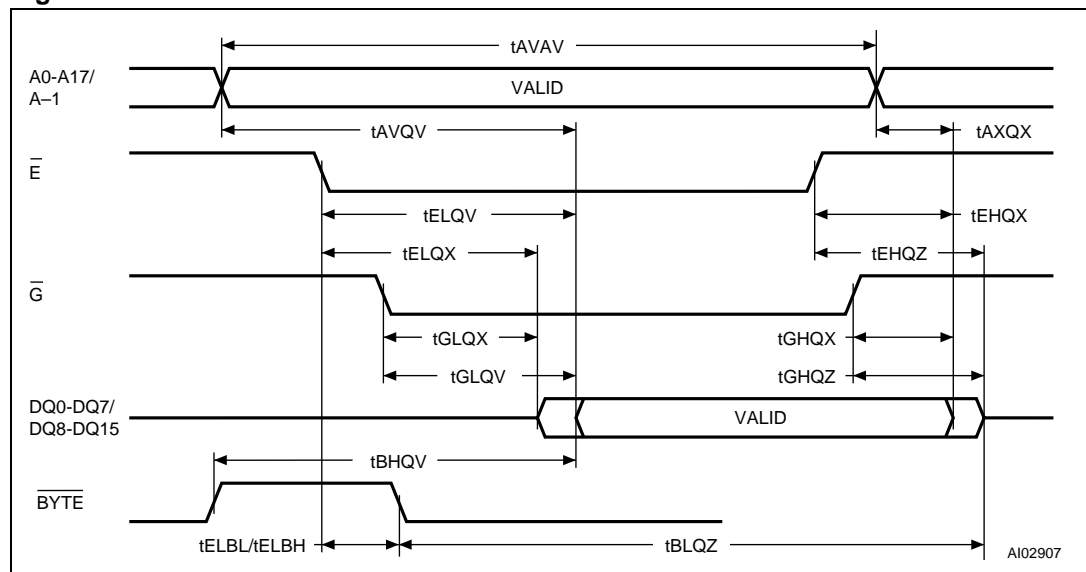 tAVAV
A0-A17/
A–1
VALID
tAVQV
tAXQX
E
tELQV
tEHQX
tELQX
tEHQZ
G
tGLQX
tGHQX
tGLQV
tGHQZ
DQ0-DQ7/
DQ8-DQ15
VALID
tBHQV
BYTE
tELBL/tELBH
tBLQZ
AI02907